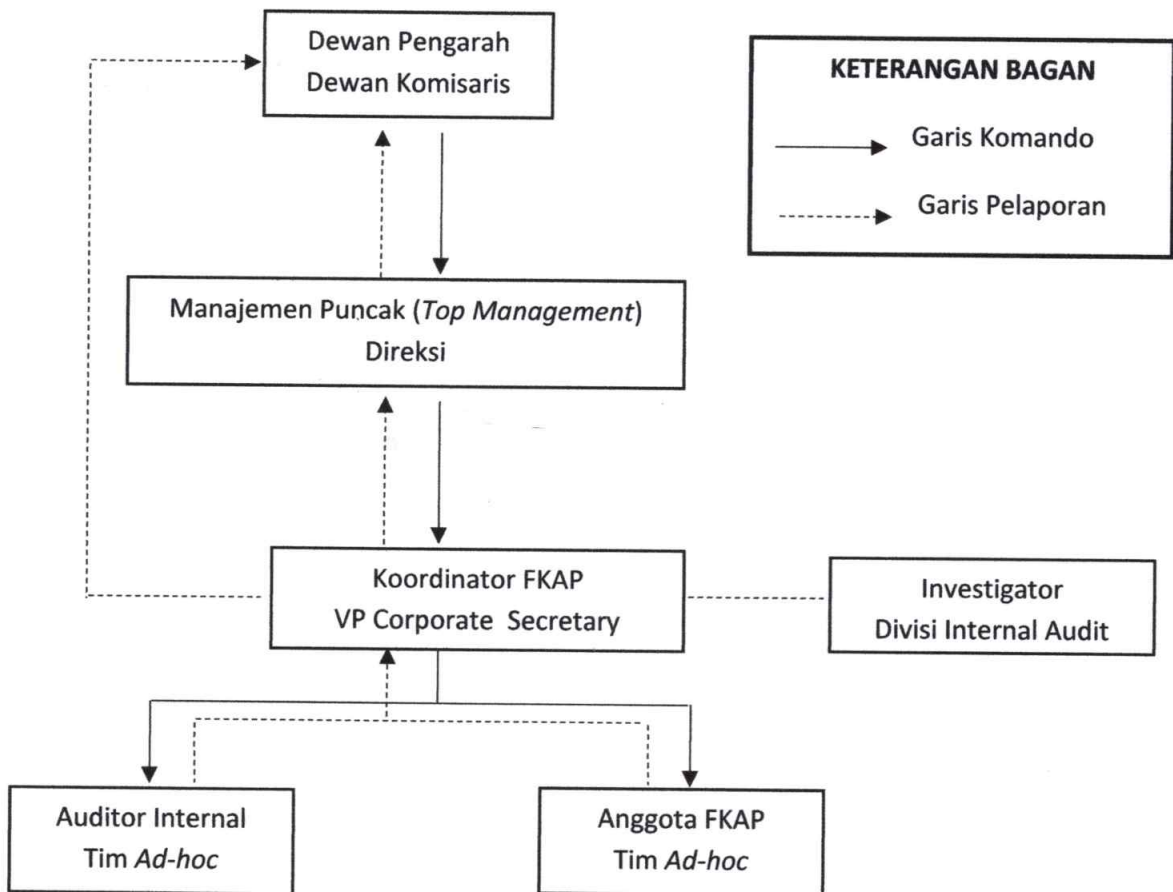 Dewan Pengarah
Dewan Komisaris
KETERANGAN BAGAN
Garis Komando
Garis Pelaporan
Manajemen Puncak (Top Management)
Direksi
Koordinator FKAP
VP Corporate Secretary
Investigator
Divisi Internal Audit
Auditor Internal
Tim Ad-hoc
Anggota FKAP
Tim Ad-hoc